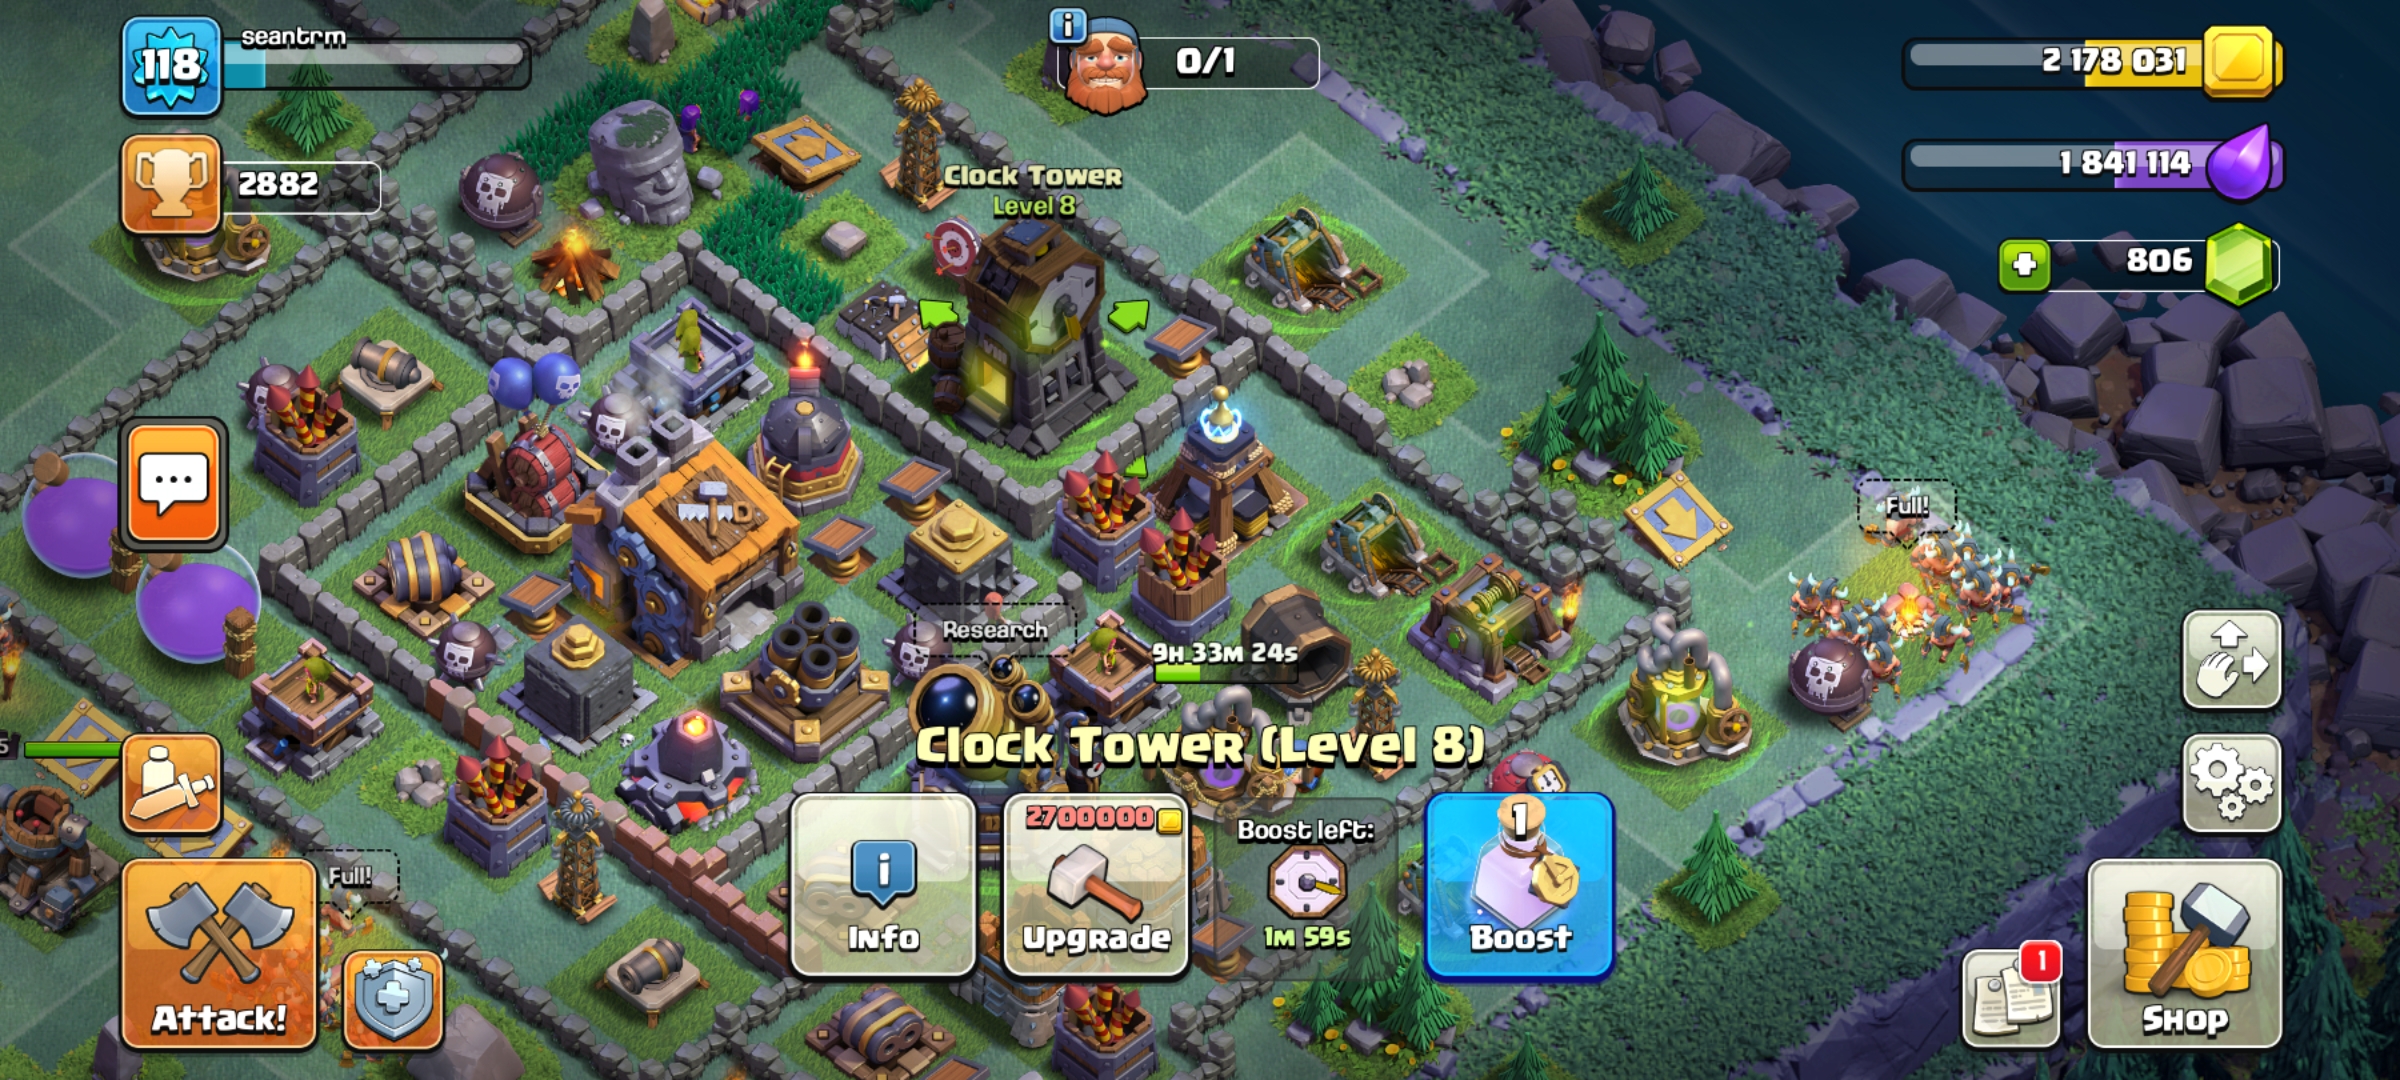 118
seantrm
0/1
2 178 031
2882
1 841 114
806
Clock Tower
Level 8
Full!
Research
9h 33m 24s
Clock Tower (Level 8)
2700000
Info
Upgrade
Boost left:
1m 59s
1
Boost
Full!
Attack!
1
Shop